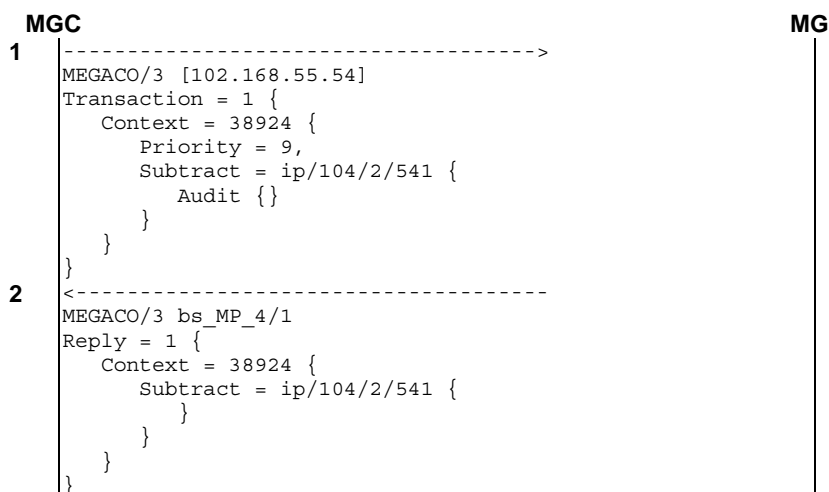 MGC MG
1 ------------------------------------->
MEGACO/3 [102.168.55.54]
Transaction = 1 {
   Context = 38924 {
      Priority = 9,
      Subtract = ip/104/2/541 {
         Audit {}
      }
   }
}
2 <-------------------------------------
MEGACO/3 bs_MP_4/1
Reply = 1 {
   Context = 38924 {
      Subtract = ip/104/2/541 {
         }
      }
   }
}